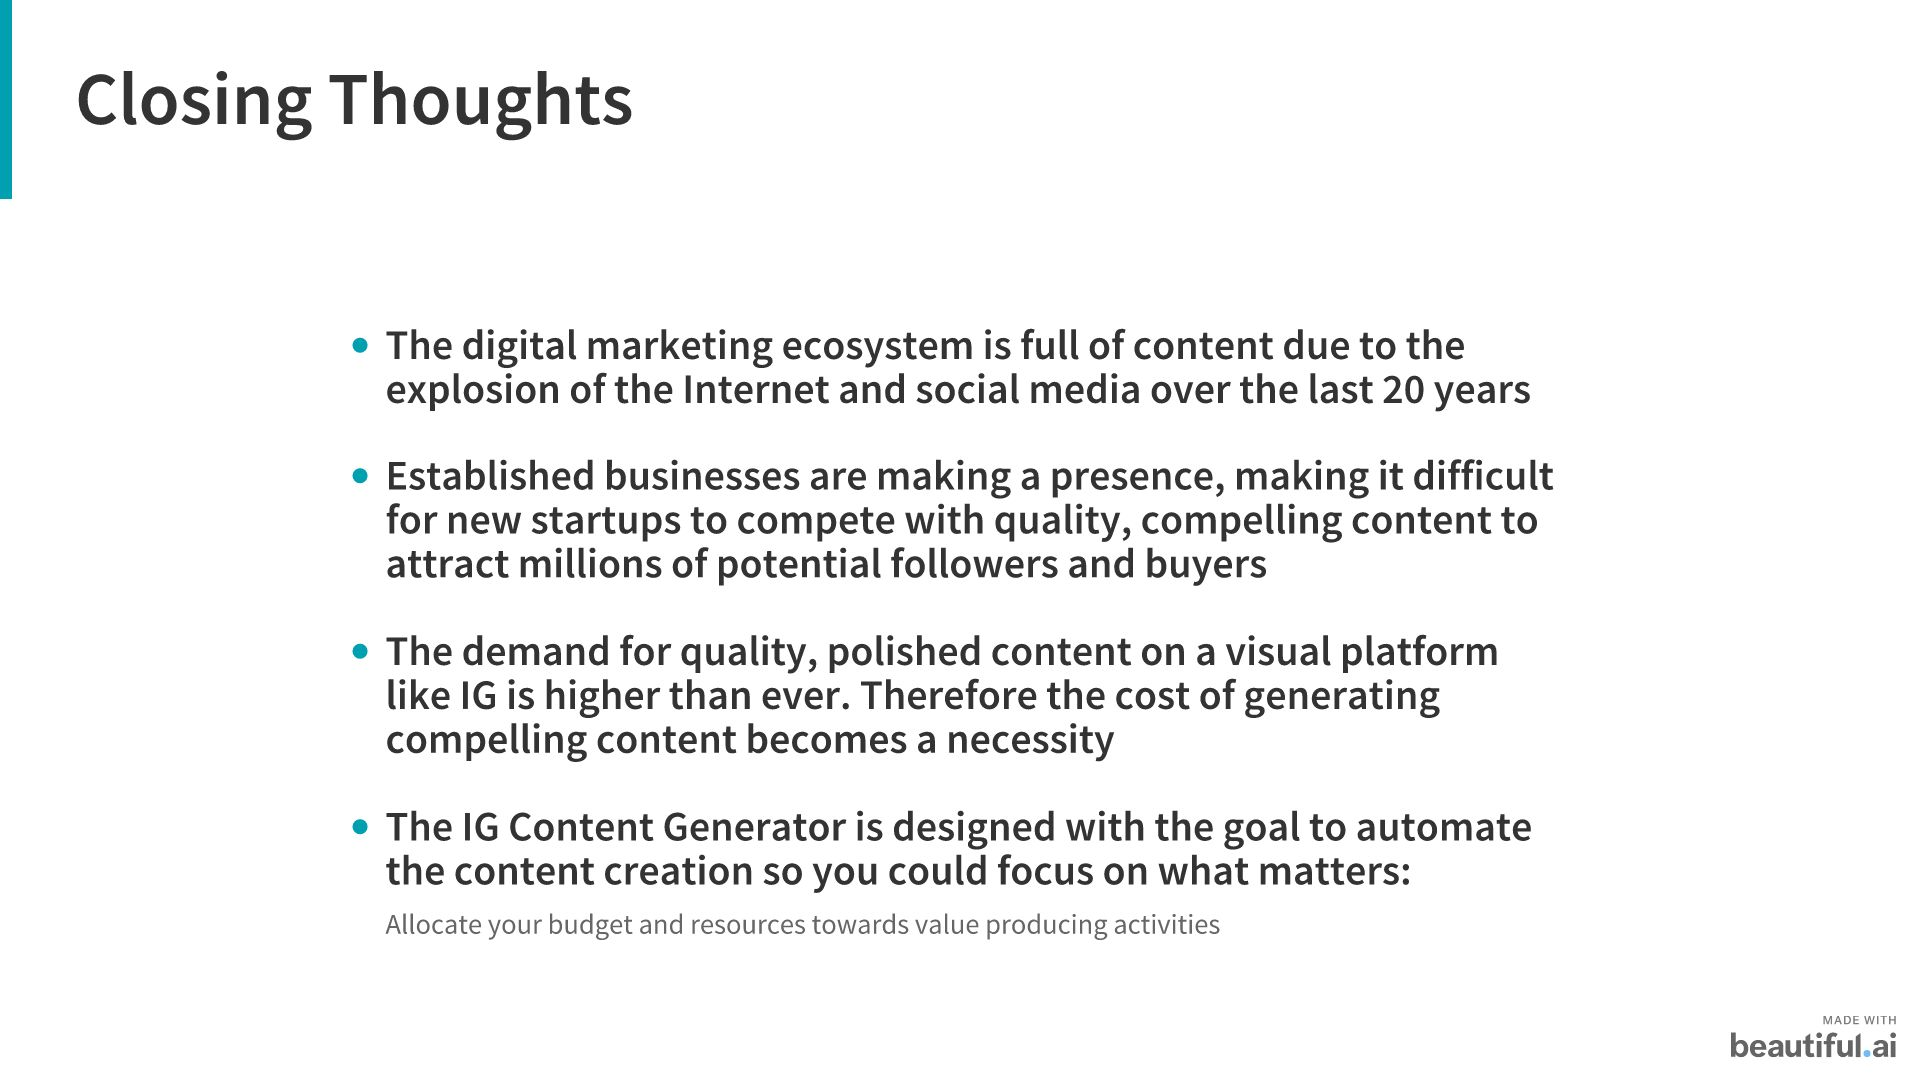 Closing Thoughts
• The digital marketing ecosystem is full of content due to the
explosion of the Internet and social media over the last 20 years
• Established businesses are making a presence, making it difficult
for new startups to compete with quality, compelling content to
attract millions of potential followers and buyers
• The demand for quality, polished content on a visual platform
like IG is higher than ever. Therefore the cost of generating
compelling content becomes a necessity
• The IG Content Generator is designed with the goal to automate
the content creation so you could focus on what matters:
Allocate your budget and resources towards value producing activities
MADE WITH
beautiful.ai